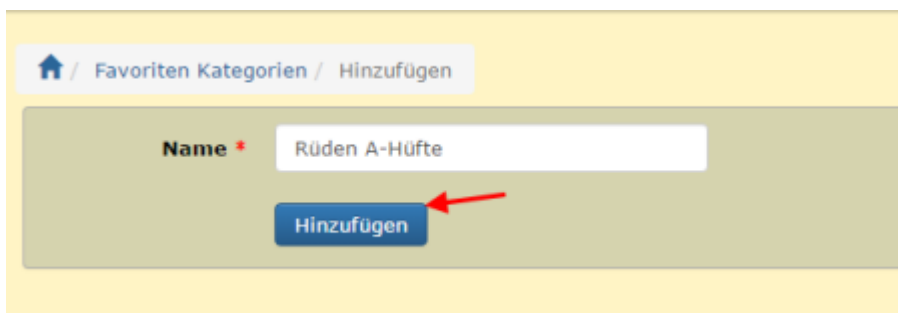 / Favoriten Kategorien / Hinzufügen
Name * Rüden A-Hüfte
Hinzufügen